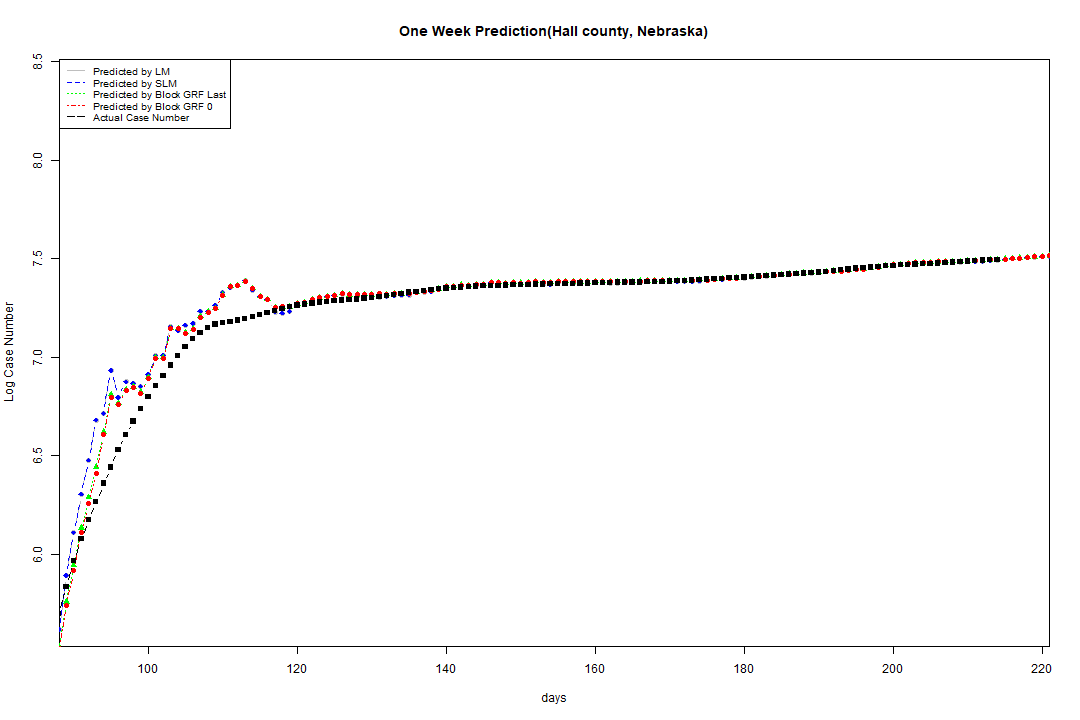 One Week Prediction(Hall county, Nebraska)
8.5
8.0
7.5
7.0
6.5
6.0
Log Case Number
Predicted by LM
Predicted by SLM
Predicted by Block GRF Last
Predicted by Block GRF 0
Actual Case Number
100 120 140 160 180 200 220
days